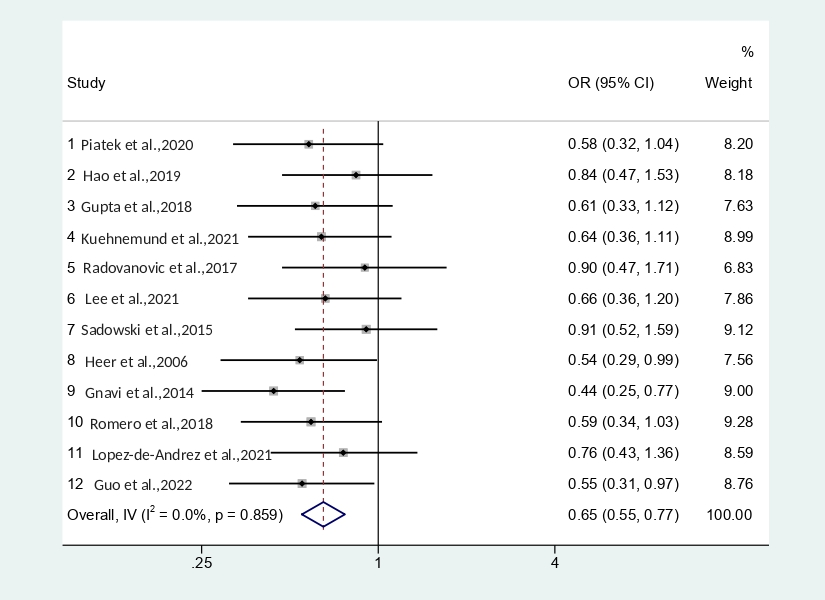 %
Study OR (95% CI) Weight
1 Piatek et al.,2020 0.58 (0.32, 1.04) 8.20
2 Hao et al.,2019 0.84 (0.47, 1.53) 8.18
3 Gupta et al.,2018 0.61 (0.33, 1.12) 7.63
4 Kuehnemund et al.,2021 0.64 (0.36, 1.11) 8.99
5 Radovanovic et al.,2017 0.90 (0.47, 1.71) 6.83
6 Lee et al.,2021 0.66 (0.36, 1.20) 7.86
7 Sadowski et al.,2015 0.91 (0.52, 1.59) 9.12
8 Heer et al.,2006 0.54 (0.29, 0.99) 7.56
9 Gnavi et al.,2014 0.44 (0.25, 0.77) 9.00
10 Romero et al.,2018 0.59 (0.34, 1.03) 9.28
11 Lopez-de-Andrez et al.,2021 0.76 (0.43, 1.36) 8.59
12 Guo et al.,2022 0.55 (0.31, 0.97) 8.76
Overall, IV (I² = 0.0%, p = 0.859) 0.65 (0.55, 0.77) 100.00
.25 1 4